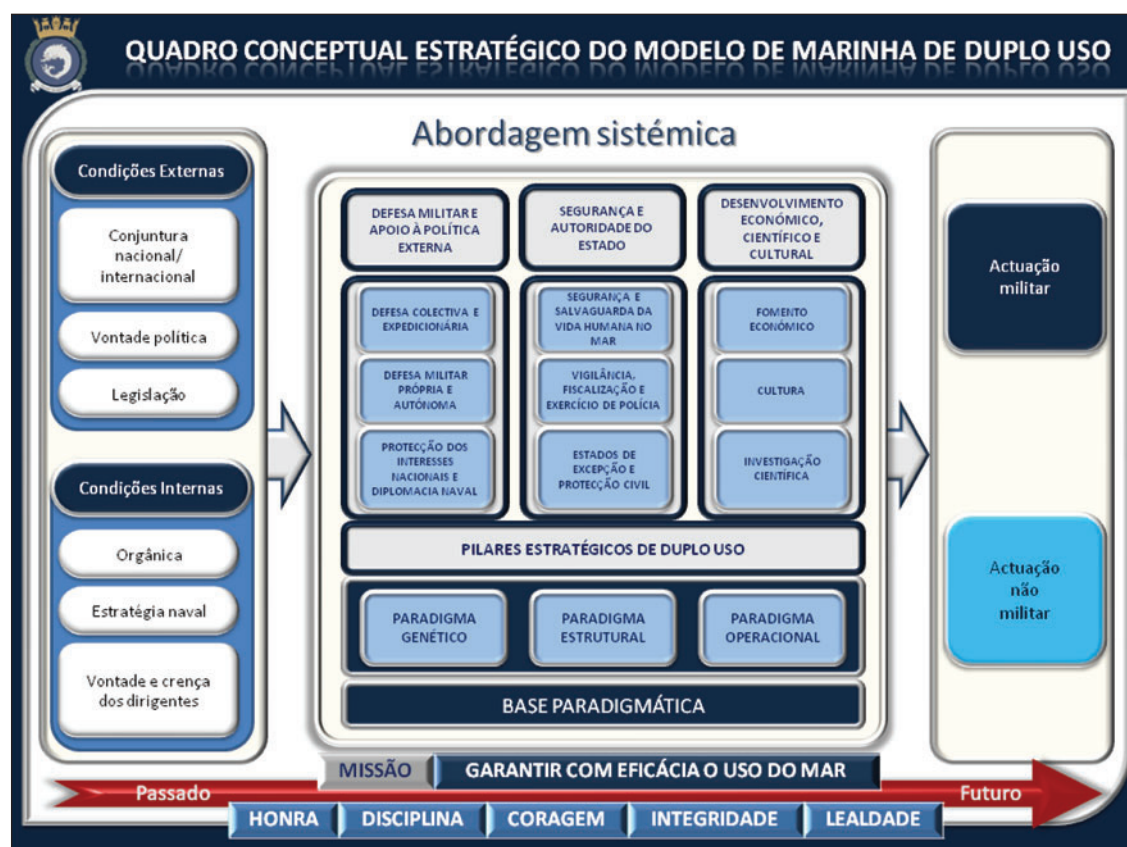 QUADRO CONCEPTUAL ESTRATÉGICO DO MODELO DE MARINHA DE DUPLO USO
Abordagem sistémica
Condições Externas
Conjuntura
nacional/
internacional
Vontade política
Legislação
Condições Internas
Orgânica
Estratégia naval
Vontade e crença
dos dirigentes
DEFESA MILITAR E
APOIO À POLÍTICA
EXTERNA
SEGURANÇA E
AUTORIDADE DO
ESTADO
DESENVOLVIMENTO
ECONÓMICO,
CIENTÍFICO E
CULTURAL
DEFESA COLECTIVA E
EXPEDICIONÁRIA
DEFESA MILITAR
PRÓPRIA E
AUTÓNOMA
PROTECÇÃO DOS
INTERESSES
NACIONAIS E
DIPLOMACIA NAVAL
SEGURANÇA E
SALVAGUARDA DA
VIDA HUMANA NO
MAR
VIGILÂNCIA,
FISCALIZAÇÃO E
EXERCÍCIO DE POLÍCIA
ESTADOS DE
EXCEPÇÃO E
PROTECÇÃO CIVIL
FOMENTO
ECONÓMICO
CULTURA
INVESTIGAÇÃO
CIENTÍFICA
PILARES ESTRATÉGICOS DE DUPLO USO
PARADIGMA
GENÉTICO
PARADIGMA
ESTRUTURAL
PARADIGMA
OPERACIONAL
BASE PARADIGMÁTICA
Actuação
militar
Actuação
não
militar
MISSÃO GARANTIR COM EFICÁCIA O USO DO MAR
Passado Futuro
HONRA DISCIPLINA CORAGEM INTEGRIDADE LEALDADE